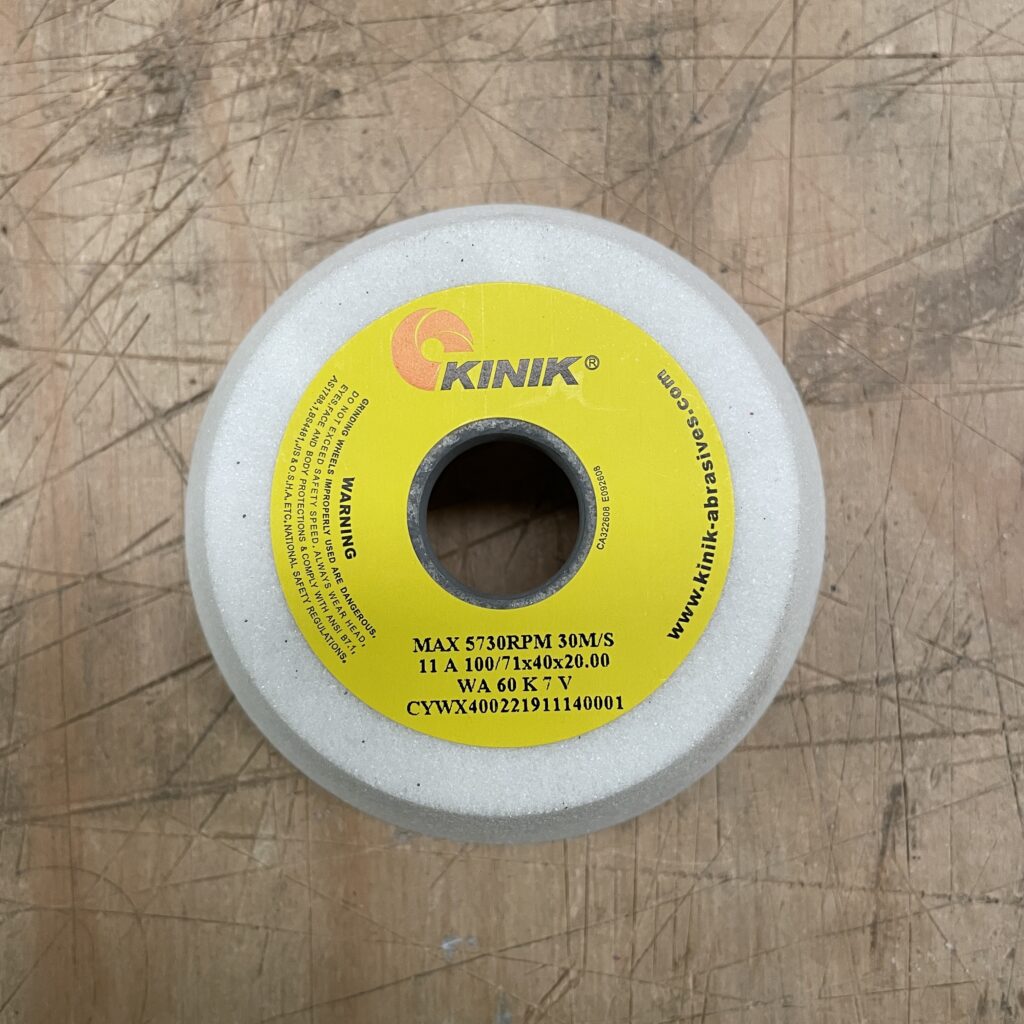 KINIK®
WARNING
GRINDING WHEELS IMPROPERLY USED ARE DANGEROUS.
DO NOT EXCEED SAFETY SPEED. ALWAYS WEAR HEAD,
EYES,FACE AND BODY PROTECTIONS & COMPLY WITH ANSI B7.1,
AS1788.1,BS4481,JIS & O.S.H.A.ETC.NATIONAL SAFETY REGULATIONS.
CA322608 E092608
www.kinik-abrasives.com
MAX 5730RPM 30M/S
11 A 100/71x40x20.00
WA 60 K 7 V
CYWX400221911140001